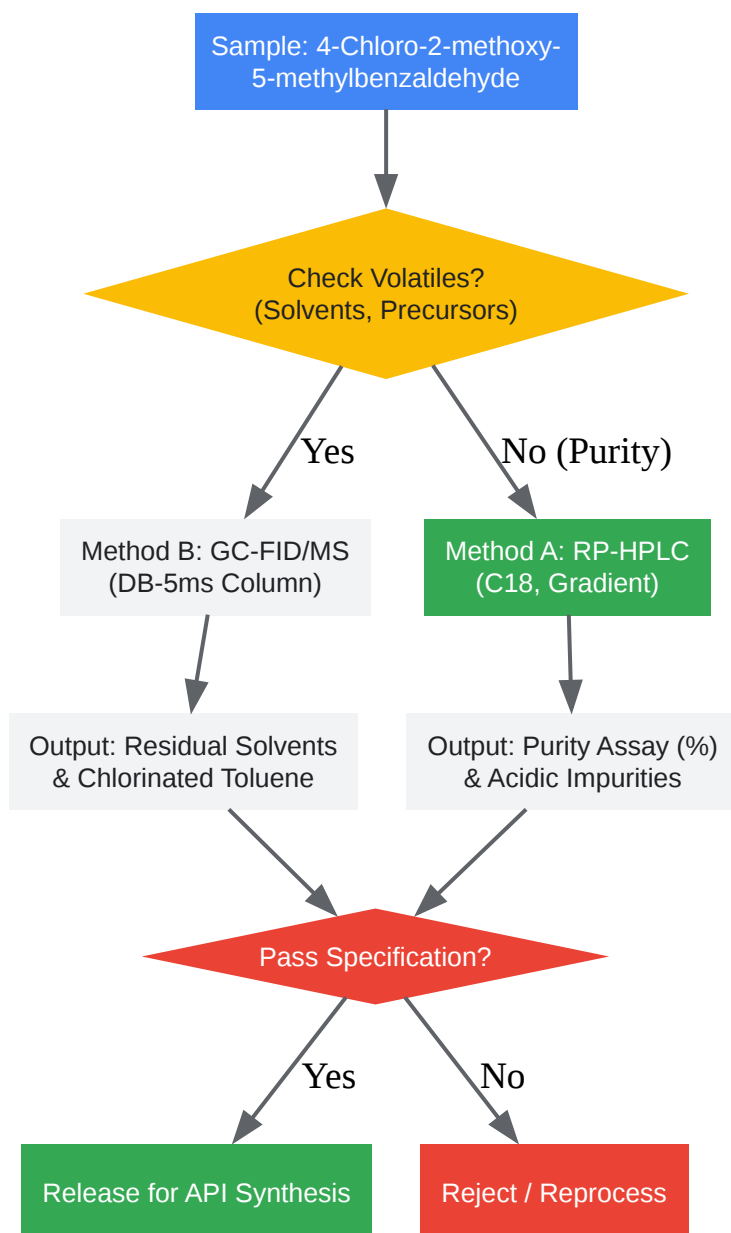 Sample: 4-Chloro-2-methoxy-
5-methylbenzaldehyde
Check Volatiles?
(Solvents, Precursors)
Yes
No (Purity)
Method B: GC-FID/MS
(DB-5ms Column)
Method A: RP-HPLC
(C18, Gradient)
Output: Residual Solvents
& Chlorinated Toluene
Output: Purity Assay (%)
& Acidic Impurities
Pass Specification?
Yes
No
Release for API Synthesis
Reject / Reprocess